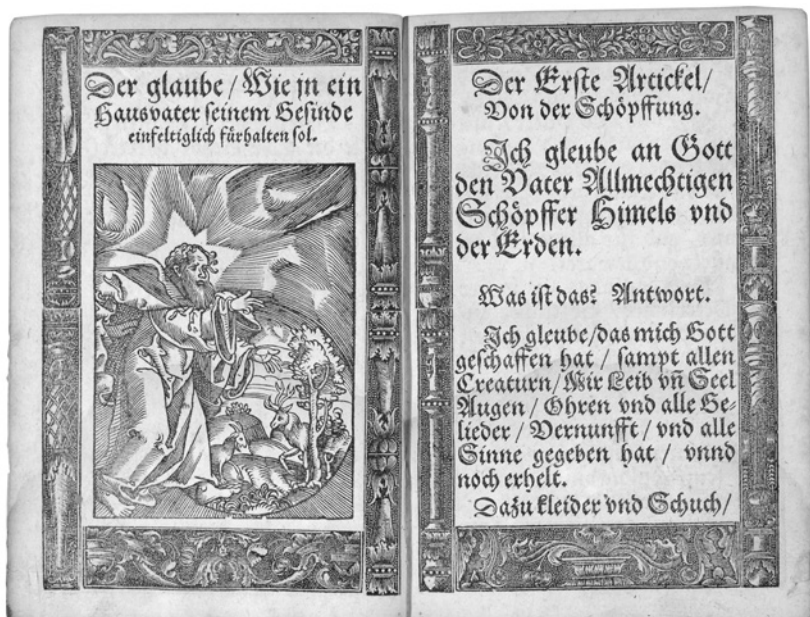 Der glaube / Wie jn ein
Hausvater seinem Gesinde
einfeltiglich fürhalten sol.
Der Erste Artickel /
Von der Schöpffung.
Ich gleube an Gott
den Vater Allmechtigen
Schöpffer Himels vnd
der Erden.
Was ist das? Antwort.
Ich gleube / das mich Gott
geschaffen hat / sampt allen
Creaturn / Mir Leib vn̄ Seel
Augen / Ohren vnd alle Ge-
lieder / Vernunfft / vnd alle
Sinne gegeben hat / vnnd
noch erhelt.
Dazu kleider vnd Schuch /